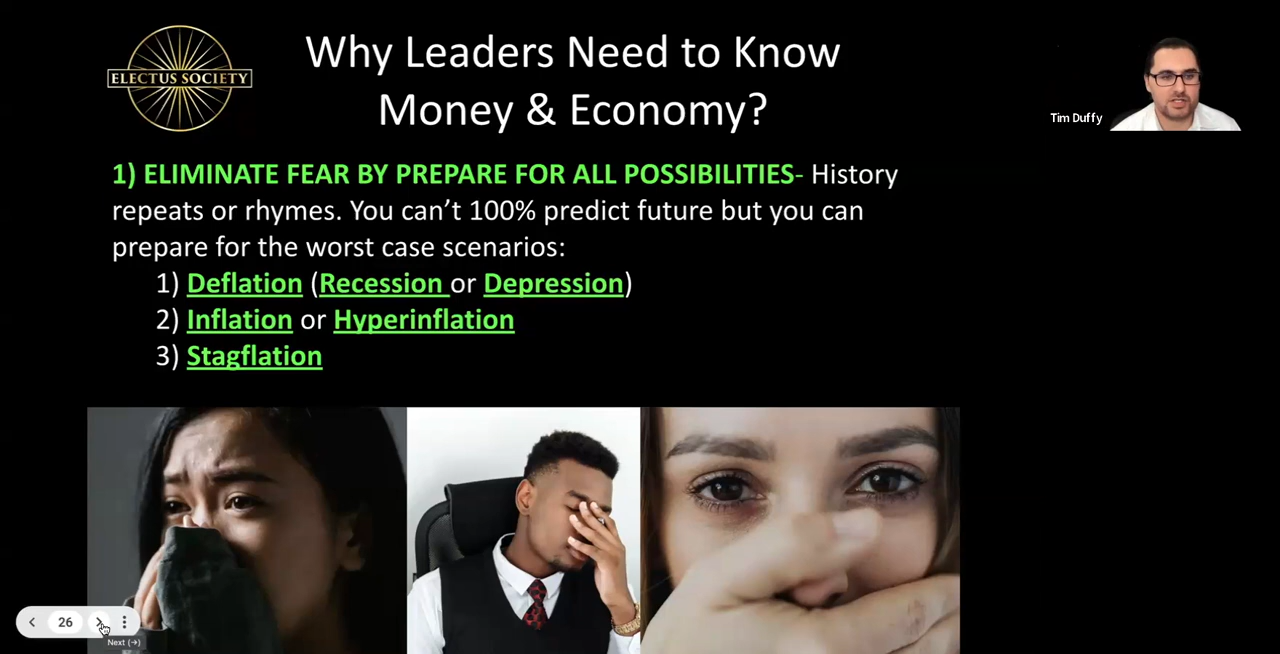 ELECTUS SOCIETY
Why Leaders Need to Know
Money & Economy?
Tim Duffy
1) ELIMINATE FEAR BY PREPARE FOR ALL POSSIBILITIES- History
repeats or rhymes. You can’t 100% predict future but you can
prepare for the worst case scenarios:
1) Deflation (Recession or Depression)
2) Inflation or Hyperinflation
3) Stagflation
26
Next (→)